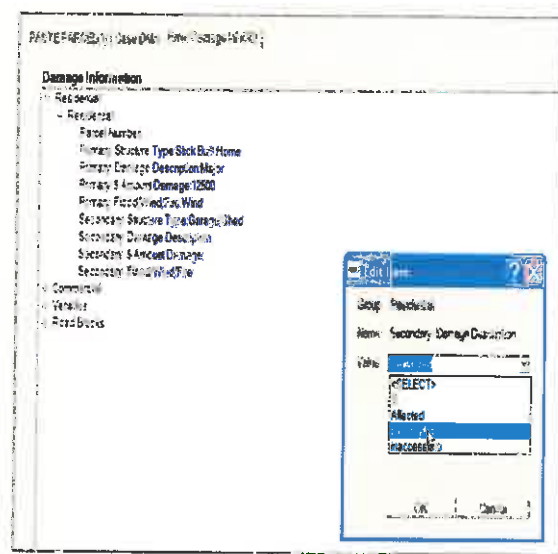 Damage Information
Residential
Residential
Parcel Number
Primary Structure Type:Stick Built Home
Primary Damage Description:Major
Primary $ Amount Damage:12500
Primary Flood/Wind/Fire:Wind
Secondary Structure Type:Garage, Shed
Secondary Damage Description
Secondary $ Amount Damage:
Secondary Flood/Wind/Fire
Commercial
Vehicles
Road Blocks
Edit
Group: Residential
Name: Secondary Damage Description
Value:
<SELECT>
Affected
Inaccessible
OK Cancel